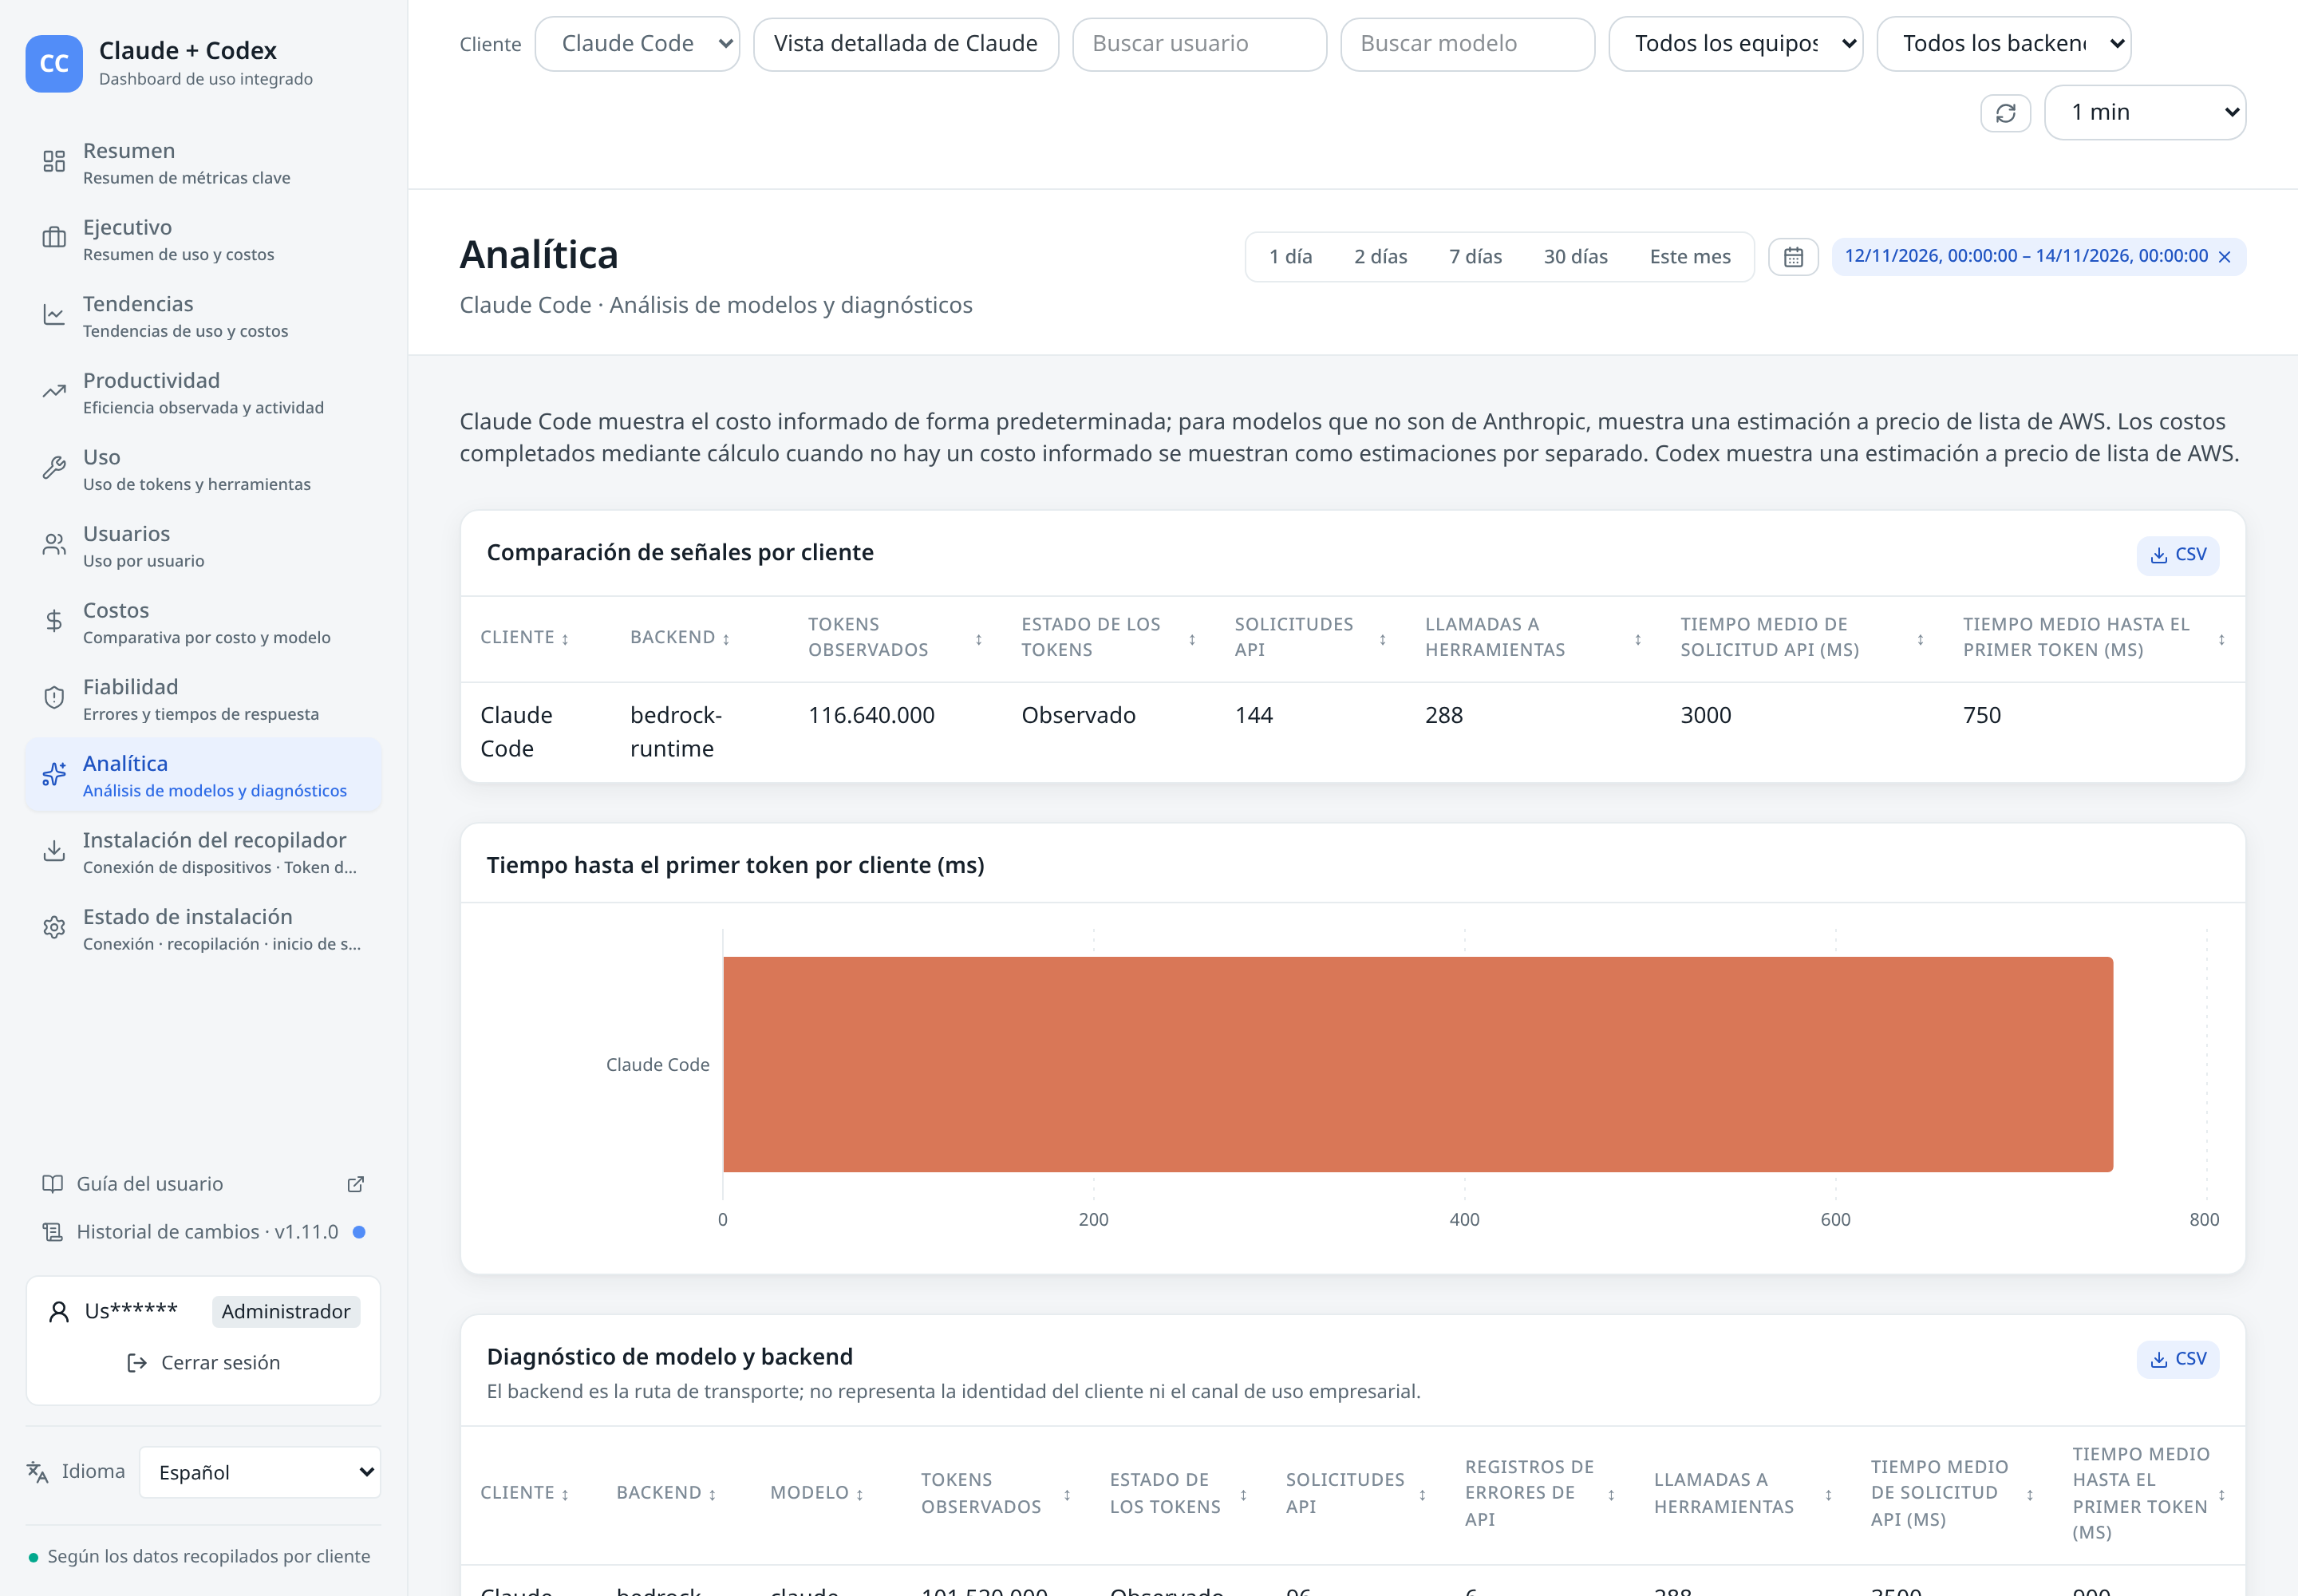 CC
Claude + Codex
Dashboard de uso integrado
Resumen
Resumen de métricas clave
Ejecutivo
Resumen de uso y costos
Tendencias
Tendencias de uso y costos
Productividad
Eficiencia observada y actividad
Uso
Uso de tokens y herramientas
Usuarios
Uso por usuario
Costos
Comparativa por costo y modelo
Fiabilidad
Errores y tiempos de respuesta
Analítica
Análisis de modelos y diagnósticos
Instalación del recopilador
Conexión de dispositivos · Token d...
Estado de instalación
Conexión · recopilación · inicio de s...
Guía del usuario
Historial de cambios · v1.11.0
Us******
Administrador
Cerrar sesión
Idioma
Español
Según los datos recopilados por cliente
Cliente
Claude Code
Vista detallada de Claude
Buscar usuario
Buscar modelo
Todos los equipos
Todos los backen
1 min
Analítica
Claude Code · Análisis de modelos y diagnósticos
1 día
2 días
7 días
30 días
Este mes
12/11/2026, 00:00:00 – 14/11/2026, 00:00:00
Claude Code muestra el costo informado de forma predeterminada; para modelos que no son de Anthropic, muestra una estimación a precio de lista de AWS. Los costos
completados mediante cálculo cuando no hay un costo informado se muestran como estimaciones por separado. Codex muestra una estimación a precio de lista de AWS.
Comparación de señales por cliente
CSV
CLIENTE
BACKEND
TOKENS
OBSERVADOS
ESTADO DE LOS
TOKENS
SOLICITUDES
API
LLAMADAS A
HERRAMIENTAS
TIEMPO MEDIO DE
SOLICITUD API (MS)
TIEMPO MEDIO HASTA EL
PRIMER TOKEN (MS)
Claude
Code
bedrock-
runtime
116.640.000
Observado
144
288
3000
750
Tiempo hasta el primer token por cliente (ms)
Claude Code
0
200
400
600
800
Diagnóstico de modelo y backend
El backend es la ruta de transporte; no representa la identidad del cliente ni el canal de uso empresarial.
CSV
CLIENTE
BACKEND
MODELO
TOKENS
OBSERVADOS
ESTADO DE
LOS TOKENS
SOLICITUDES
API
REGISTROS DE
ERRORES DE
API
LLAMADAS A
HERRAMIENTAS
TIEMPO MEDIO
DE SOLICITUD
API (MS)
TIEMPO MEDIO
HASTA EL
PRIMER TOKEN
(MS)
Claude
bedrock-
claude-
101.520.000
Observado
96
6
288
3500
900